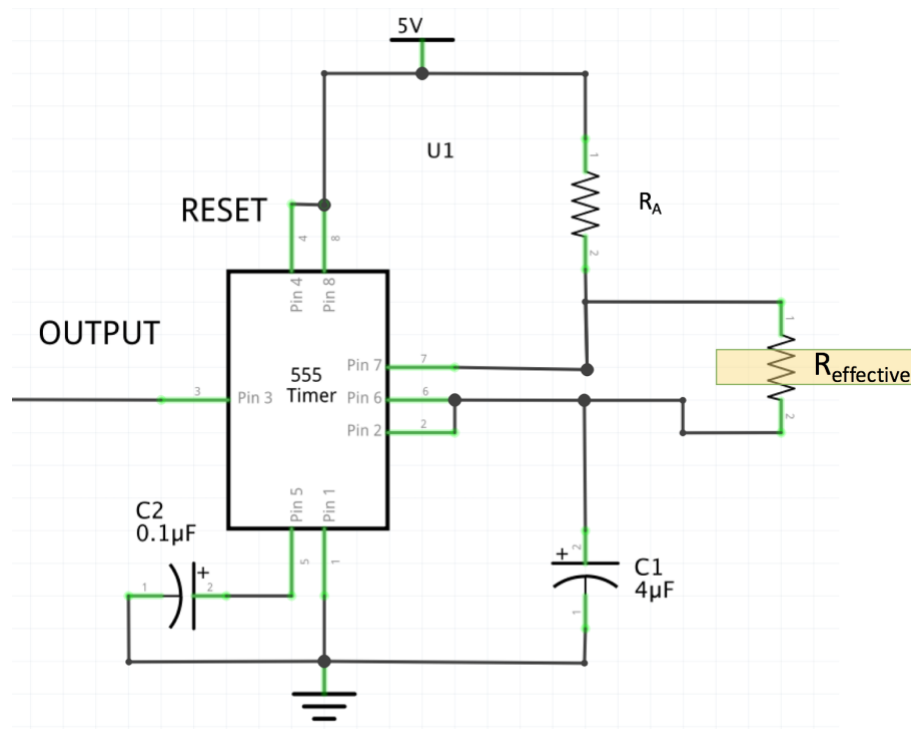 5V
U1
1
RESET
R_A
4
8
2
Pin 4
Pin 8
1
OUTPUT
Pin 7
7
R_effective
555
Timer
3
Pin 3
Pin 6
6
2
Pin 2
2
Pin 5
Pin 1
C2
0.1µF
+
5
1
2
+
C1
4µF
1
2
1